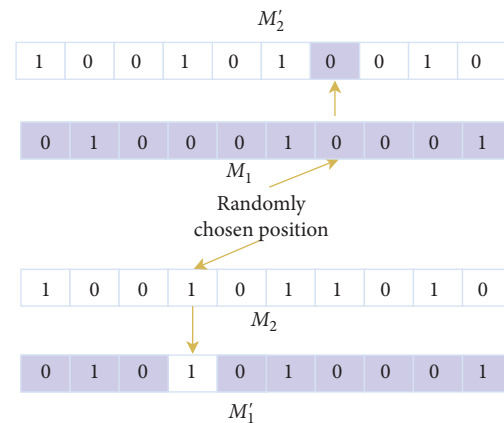 M′₂
1 0 0 1 0 1 0 0 1 0
0 1 0 0 0 1 0 0 0 1
M₁
Randomly
chosen position
1 0 0 1 0 1 1 0 1 0
M₂
0 1 0 1 0 1 0 0 0 1
M′₁